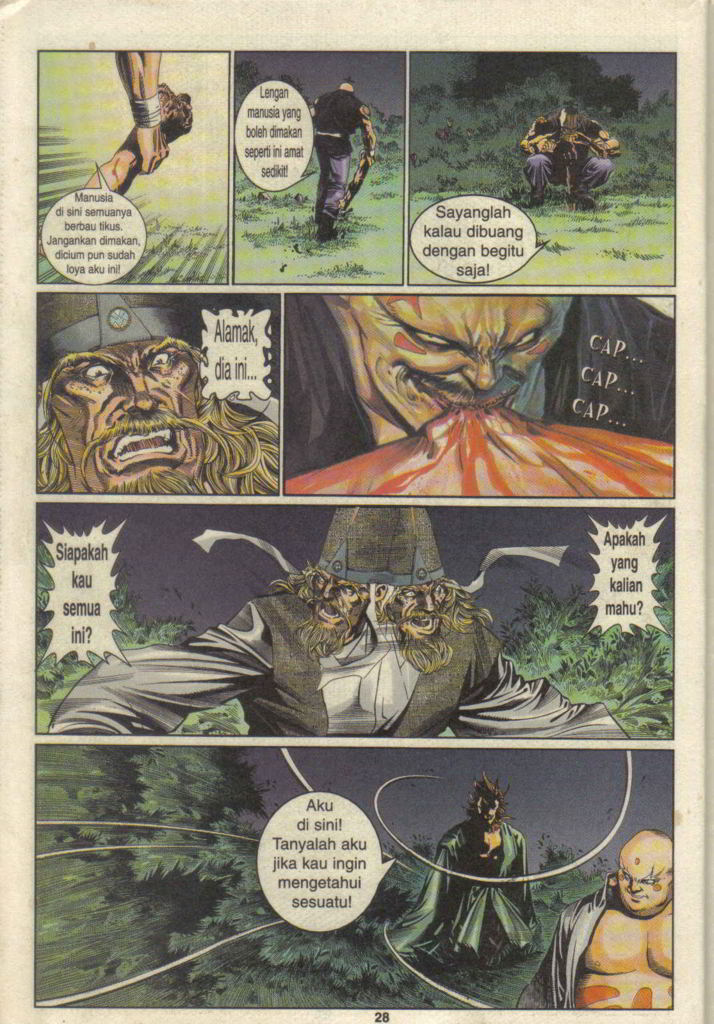 Manusia
di sini semuanya
berbau tikus.
Jangankan dimakan,
dicium pun sudah
loya aku ini!
Lengan
manusia yang
boleh dimakan
seperti ini amat
sedikit!
Sayanglah
kalau dibuang
dengan begitu
saja!
Alamak,
dia ini...
CAP...
CAP...
CAP...
Siapakah
kau
semua
ini?
Apakah
yang
kalian
mahu?
Aku
di sini!
Tanyalah aku
jika kau ingin
mengetahui
sesuatu!
28